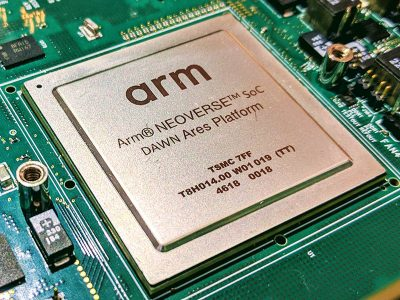 arm
Arm® NEOVERSE™ SoC
DAWN Ares Platform
TSMC 7FF
T8H014.00 W01019 (TT)
4618 0018